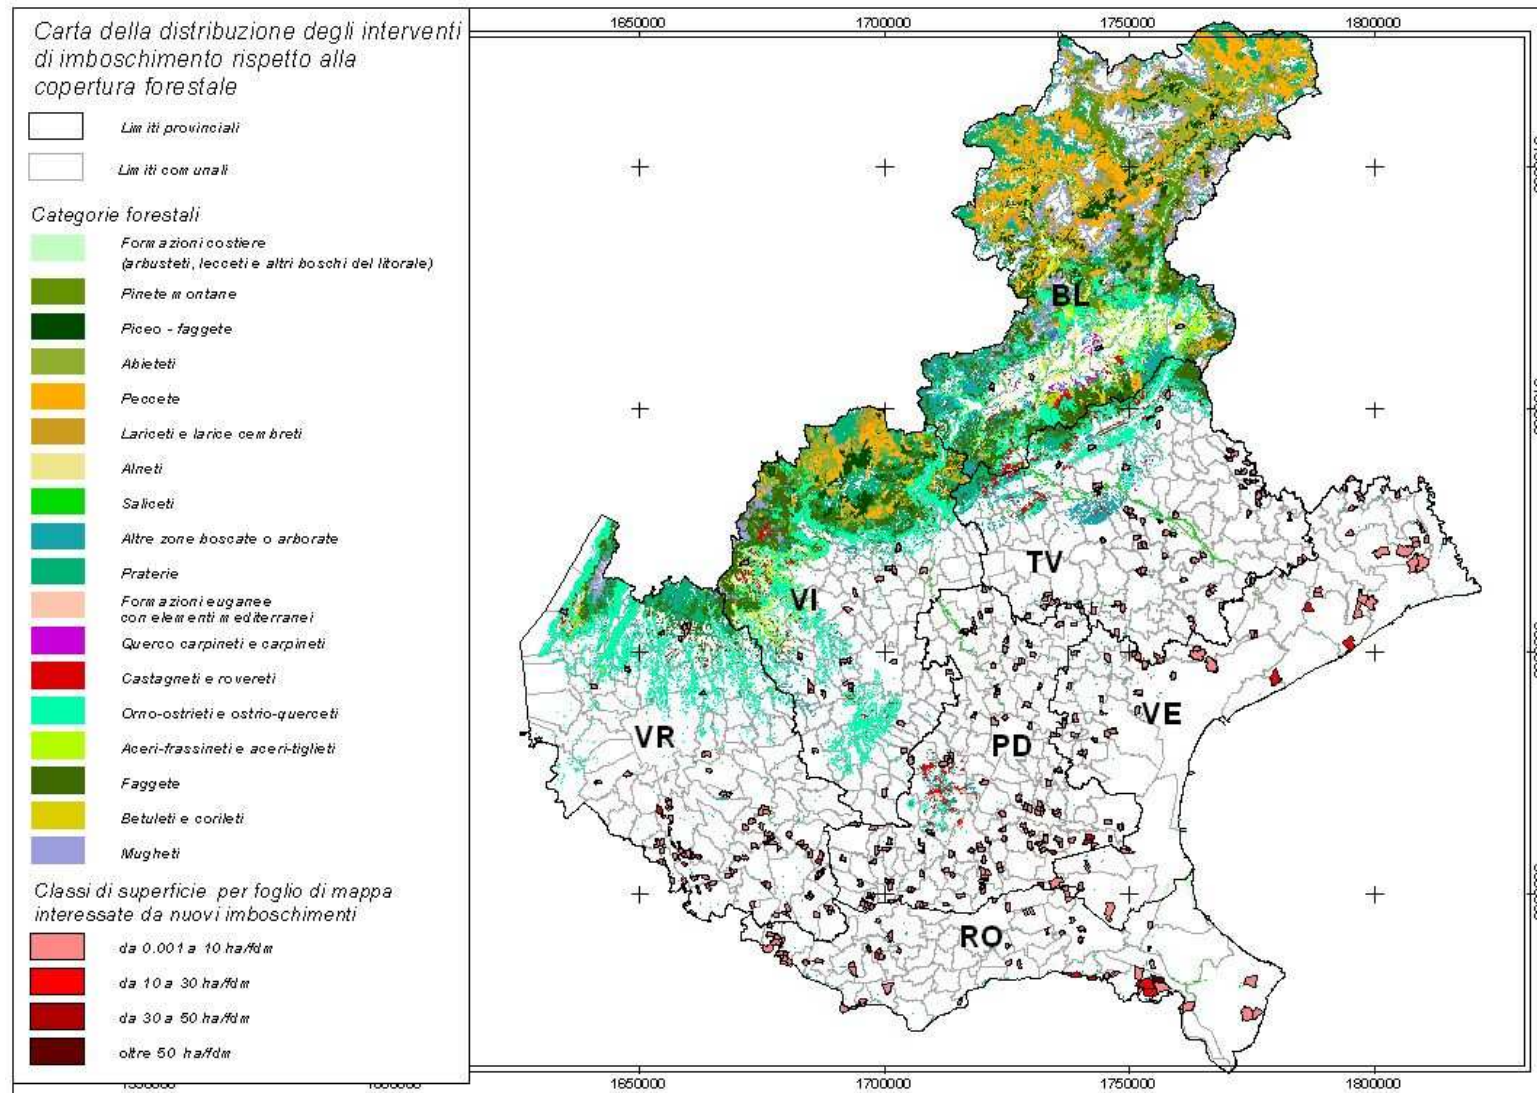 Carta della distribuzione degli interventi
di imboschimento rispetto alla
copertura forestale
Limiti provinciali
Limiti comunali
Categorie forestali
Formazioni costiere
(arbusteti, lecceti e altri boschi del litorale)
Pinete montane
Piceo - faggete
Abieteti
Peccete
Lariceti e larice cembreti
Alneti
Saliceti
Altre zone boscate o arborate
Praterie
Formazioni euganee
con elementi mediterranei
Querco carpineti e carpineti
Castagneti e rovereti
Orno-ostrieti e ostrio-querceti
Aceri-frassineti e aceri-tiglieti
Faggete
Betuleti e corileti
Mugheti
Classi di superficie per foglio di mappa
interessate da nuovi imboschimenti
da 0.001 a 10 ha/fdm
da 10 a 30 ha/fdm
da 30 a 50 ha/fdm
oltre 50 ha/fdm
1650000
1700000
1750000
1800000
BL
TV
VI
VE
VR
PD
RO
1650000
1700000
1750000
1800000